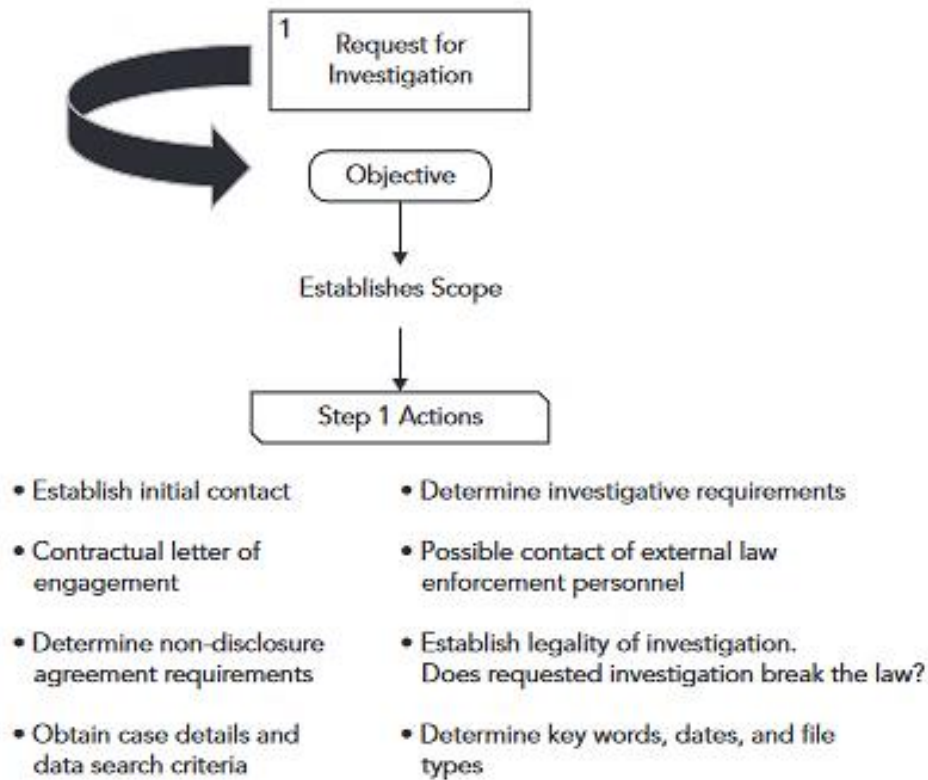 1
Request for
Investigation
Objective
Establishes Scope
Step 1 Actions
• Establish initial contact
• Contractual letter of
engagement
• Determine non-disclosure
agreement requirements
• Obtain case details and
data search criteria
• Determine investigative requirements
• Possible contact of external law
enforcement personnel
• Establish legality of investigation.
Does requested investigation break the law?
• Determine key words, dates, and file
types